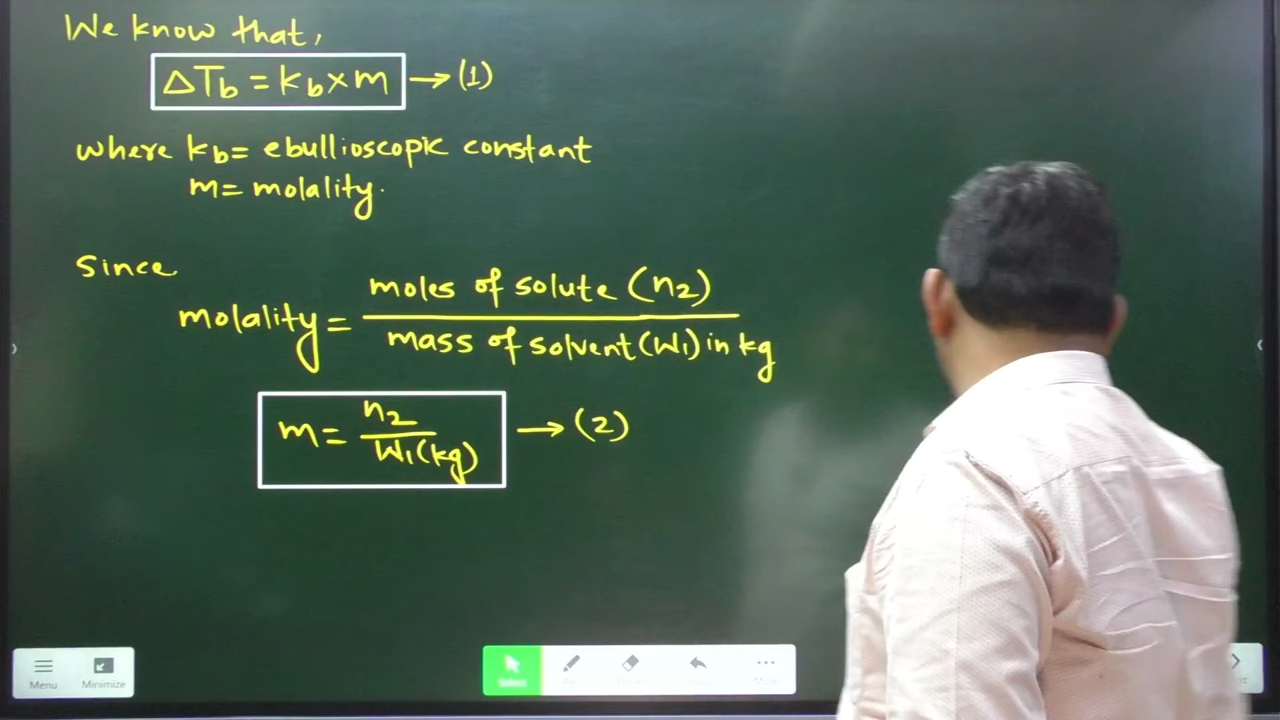 We know that,
ΔTb = kb × m → (1)
where kb = ebullioscopic constant
m = molality.
Since
molality = moles of solute (n2)
mass of solvent (W1) in kg
m = n2 / W1(kg) → (2)
Menu Minimize Select